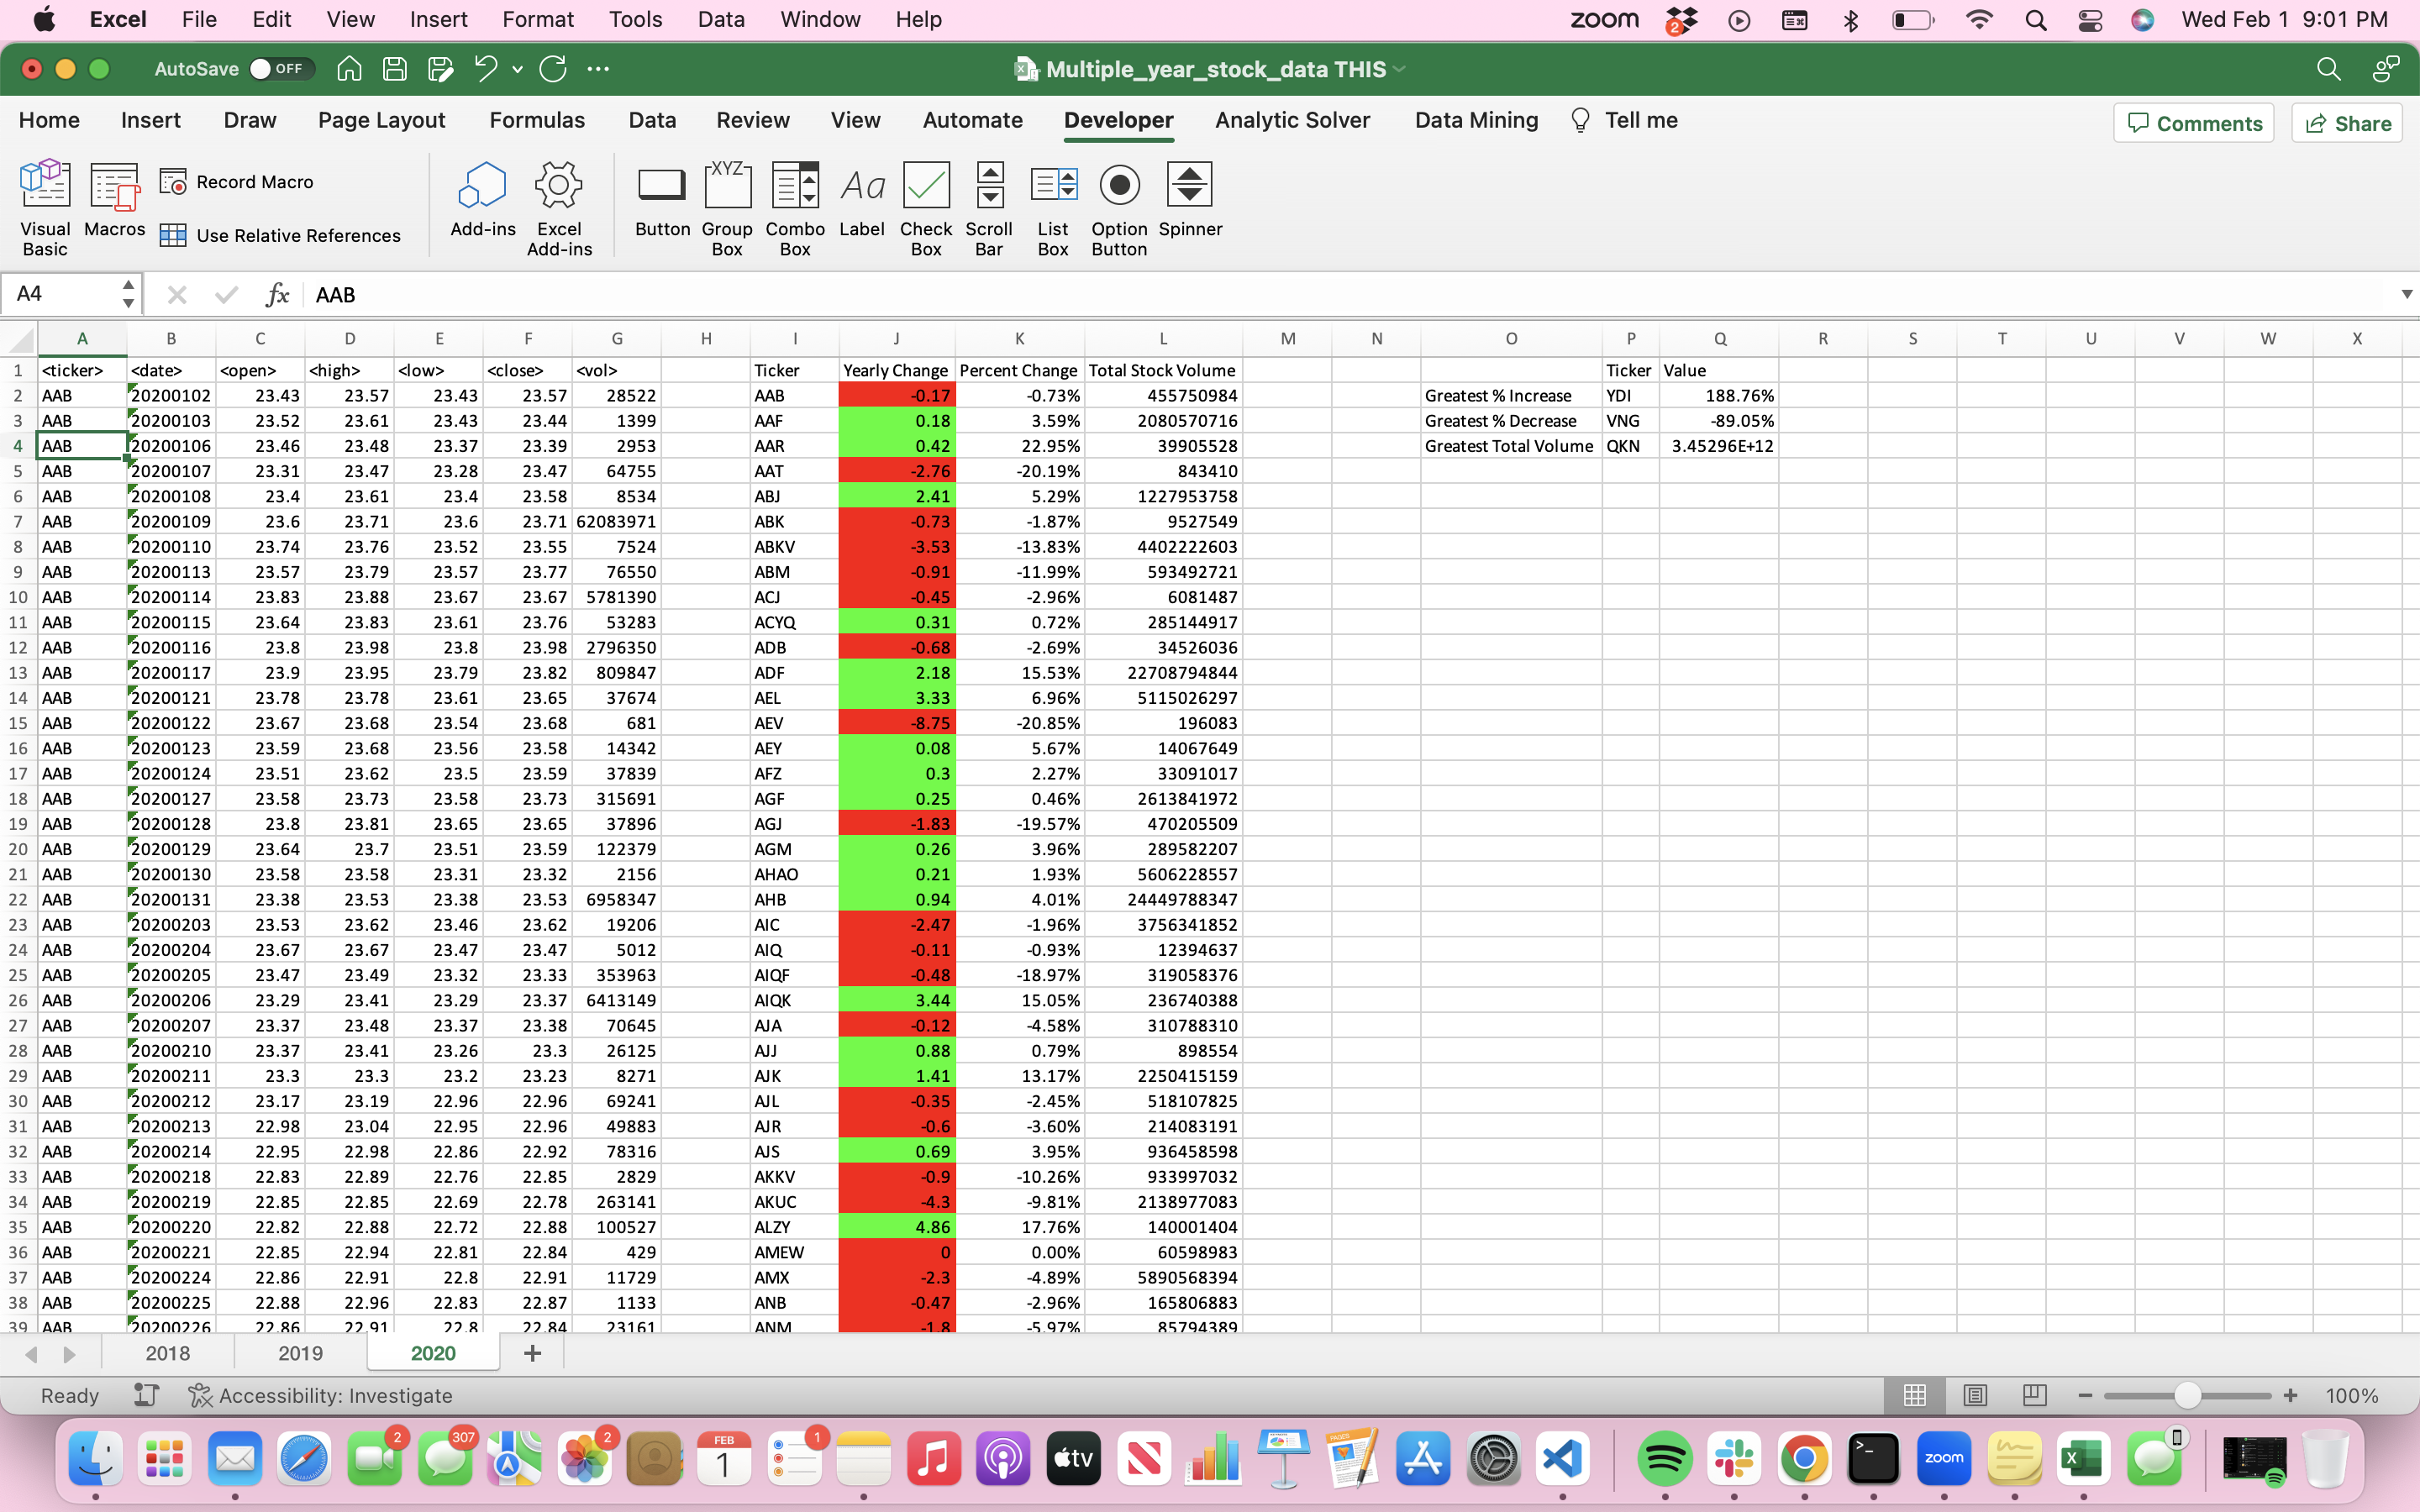 Excel File Edit View Insert Format Tools Data Window Help zoom 2 Wed Feb 1 9:01 PM
AutoSave OFF Multiple_year_stock_data THIS
Home Insert Draw Page Layout Formulas Data Review View Automate Developer Analytic Solver Data Mining Tell me Comments Share
Visual Basic Macros Record Macro Use Relative References Add-ins Excel Add-ins XYZ Button Group Box Combo Box Aa Label Check Box Scroll Bar List Box Option Button Spinner
A4 fx AAB
A B C D E F G H I J K L M N O P Q R S T U V W X
1 <ticker> <date> <open> <high> <low> <close> <vol> Ticker Yearly Change Percent Change Total Stock Volume Ticker Value
2 AAB 20200102 23.43 23.57 23.43 23.57 28522 AAB -0.17 -0.73% 455750984 Greatest % Increase YDI 188.76%
3 AAB 20200103 23.52 23.61 23.43 23.44 1399 AAF 0.18 3.59% 2080570716 Greatest % Decrease VNG -89.05%
4 AAB 20200106 23.46 23.48 23.37 23.39 2953 AAR 0.42 22.95% 39905528 Greatest Total Volume QKN 3.45296E+12
5 AAB 20200107 23.31 23.47 23.28 23.47 64755 AAT -2.76 -20.19% 843410
6 AAB 20200108 23.4 23.61 23.4 23.58 8534 ABJ 2.41 5.29% 1227953758
7 AAB 20200109 23.6 23.71 23.6 23.71 62083971 ABK -0.73 -1.87% 9527549
8 AAB 20200110 23.74 23.76 23.52 23.55 7524 ABKV -3.53 -13.83% 4402222603
9 AAB 20200113 23.57 23.79 23.57 23.77 76550 ABM -0.91 -11.99% 593492721
10 AAB 20200114 23.83 23.88 23.67 23.67 5781390 ACJ -0.45 -2.96% 6081487
11 AAB 20200115 23.64 23.83 23.61 23.76 53283 ACYQ 0.31 0.72% 285144917
12 AAB 20200116 23.8 23.98 23.8 23.98 2796350 ADB -0.68 -2.69% 34526036
13 AAB 20200117 23.9 23.95 23.79 23.82 809847 ADF 2.18 15.53% 22708794844
14 AAB 20200121 23.78 23.78 23.61 23.65 37674 AEL 3.33 6.96% 5115026297
15 AAB 20200122 23.67 23.68 23.54 23.68 681 AEV -8.75 -20.85% 196083
16 AAB 20200123 23.59 23.68 23.56 23.58 14342 AEY 0.08 5.67% 14067649
17 AAB 20200124 23.51 23.62 23.5 23.59 37839 AFZ 0.3 2.27% 33091017
18 AAB 20200127 23.58 23.73 23.58 23.73 315691 AGF 0.25 0.46% 2613841972
19 AAB 20200128 23.8 23.81 23.65 23.65 37896 AGJ -1.83 -19.57% 470205509
20 AAB 20200129 23.64 23.7 23.51 23.59 122379 AGM 0.26 3.96% 289582207
21 AAB 20200130 23.58 23.58 23.31 23.32 2156 AHAO 0.21 1.93% 5606228557
22 AAB 20200131 23.38 23.53 23.38 23.53 6958347 AHB 0.94 4.01% 24449788347
23 AAB 20200203 23.53 23.62 23.46 23.62 19206 AIC -2.47 -1.96% 3756341852
24 AAB 20200204 23.67 23.67 23.47 23.47 5012 AIQ -0.11 -0.93% 12394637
25 AAB 20200205 23.47 23.49 23.32 23.33 353963 AIQF -0.48 -18.97% 319058376
26 AAB 20200206 23.29 23.41 23.29 23.37 6413149 AIQK 3.44 15.05% 236740388
27 AAB 20200207 23.37 23.48 23.37 23.38 70645 AJA -0.12 -4.58% 310788310
28 AAB 20200210 23.37 23.41 23.26 23.3 26125 AJJ 0.88 0.79% 898554
29 AAB 20200211 23.3 23.3 23.2 23.23 8271 AJK 1.41 13.17% 2250415159
30 AAB 20200212 23.17 23.19 22.96 22.96 69241 AJL -0.35 -2.45% 518107825
31 AAB 20200213 22.98 23.04 22.95 22.96 49883 AJR -0.6 -3.60% 214083191
32 AAB 20200214 22.95 22.98 22.86 22.92 78316 AJS 0.69 3.95% 936458598
33 AAB 20200218 22.83 22.89 22.76 22.85 2829 AKKV -0.9 -10.26% 933997032
34 AAB 20200219 22.85 22.85 22.69 22.78 263141 AKUC -4.3 -9.81% 2138977083
35 AAB 20200220 22.82 22.88 22.72 22.88 100527 ALZY 4.86 17.76% 140001404
36 AAB 20200221 22.85 22.94 22.81 22.84 429 AMEW 0 0.00% 60598983
37 AAB 20200224 22.86 22.91 22.8 22.91 11729 AMX -2.3 -4.89% 5890568394
38 AAB 20200225 22.88 22.96 22.83 22.87 1133 ANB -0.47 -2.96% 165806883
39 AAB 20200226 22.86 22.91 22.8 22.84 23161 ANM -1.8 -5.97% 85794389
2018 2019 2020 +
Ready Accessibility: Investigate 100%
2 307 2 FEB 1 1 tv zoom